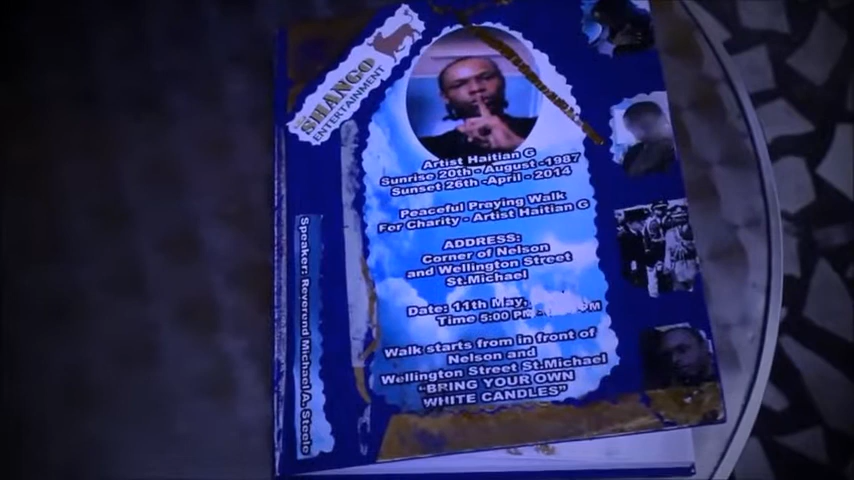 SHANGO
ENTERTAINMENT
Artist Haitian G
Sunrise 20th - August -1987
Sunset 26th -April - 2014
Peaceful Praying Walk
For Charity - Artist Haitian G
ADDRESS:
Corner of Nelson
and Wellington Street
St.Michael
Date: 11th May,
Time 5:00 PM -
Walk starts from in front of
Nelson and
Wellington Street St.Michael
"BRING YOUR OWN
WHITE CANDLES"
Speaker: Reverend Michael A. Steele